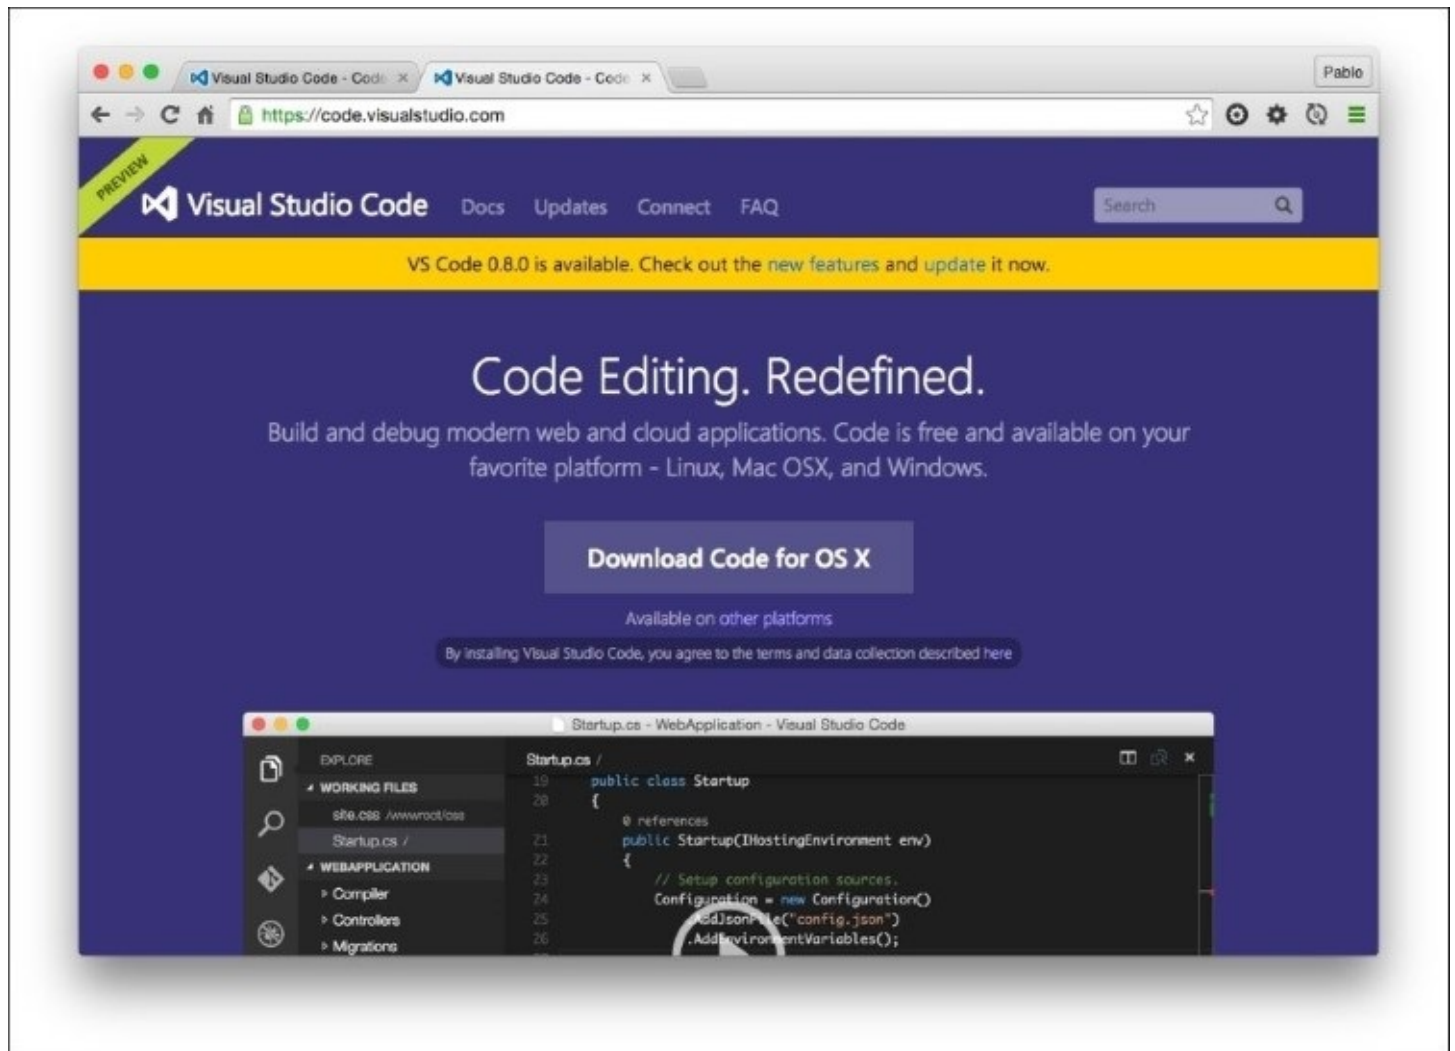 Visual Studio Code - Code
Visual Studio Code - Code
Pablo
https://code.visualstudio.com
PREVIEW
Visual Studio Code Docs Updates Connect FAQ
Search
VS Code 0.8.0 is available. Check out the new features and update it now.
Code Editing. Redefined.
Build and debug modern web and cloud applications. Code is free and available on your
favorite platform - Linux, Mac OSX, and Windows.
Download Code for OS X
Available on other platforms
By installing Visual Studio Code, you agree to the terms and data collection described here
Startup.cs - WebApplication - Visual Studio Code
EXPLORE
WORKING FILES
site.css /wwwroot/css
Startup.cs /
WEBAPPLICATION
Compiler
Controllers
Migrations
Startup.cs /
19 public class Startup
20 {
0 references
21 public Startup(IHostingEnvironment env)
22 {
23 // Setup configuration sources.
24 Configuration = new Configuration()
25 .AddJsonFile("config.json")
26 .AddEnvironmentVariables();